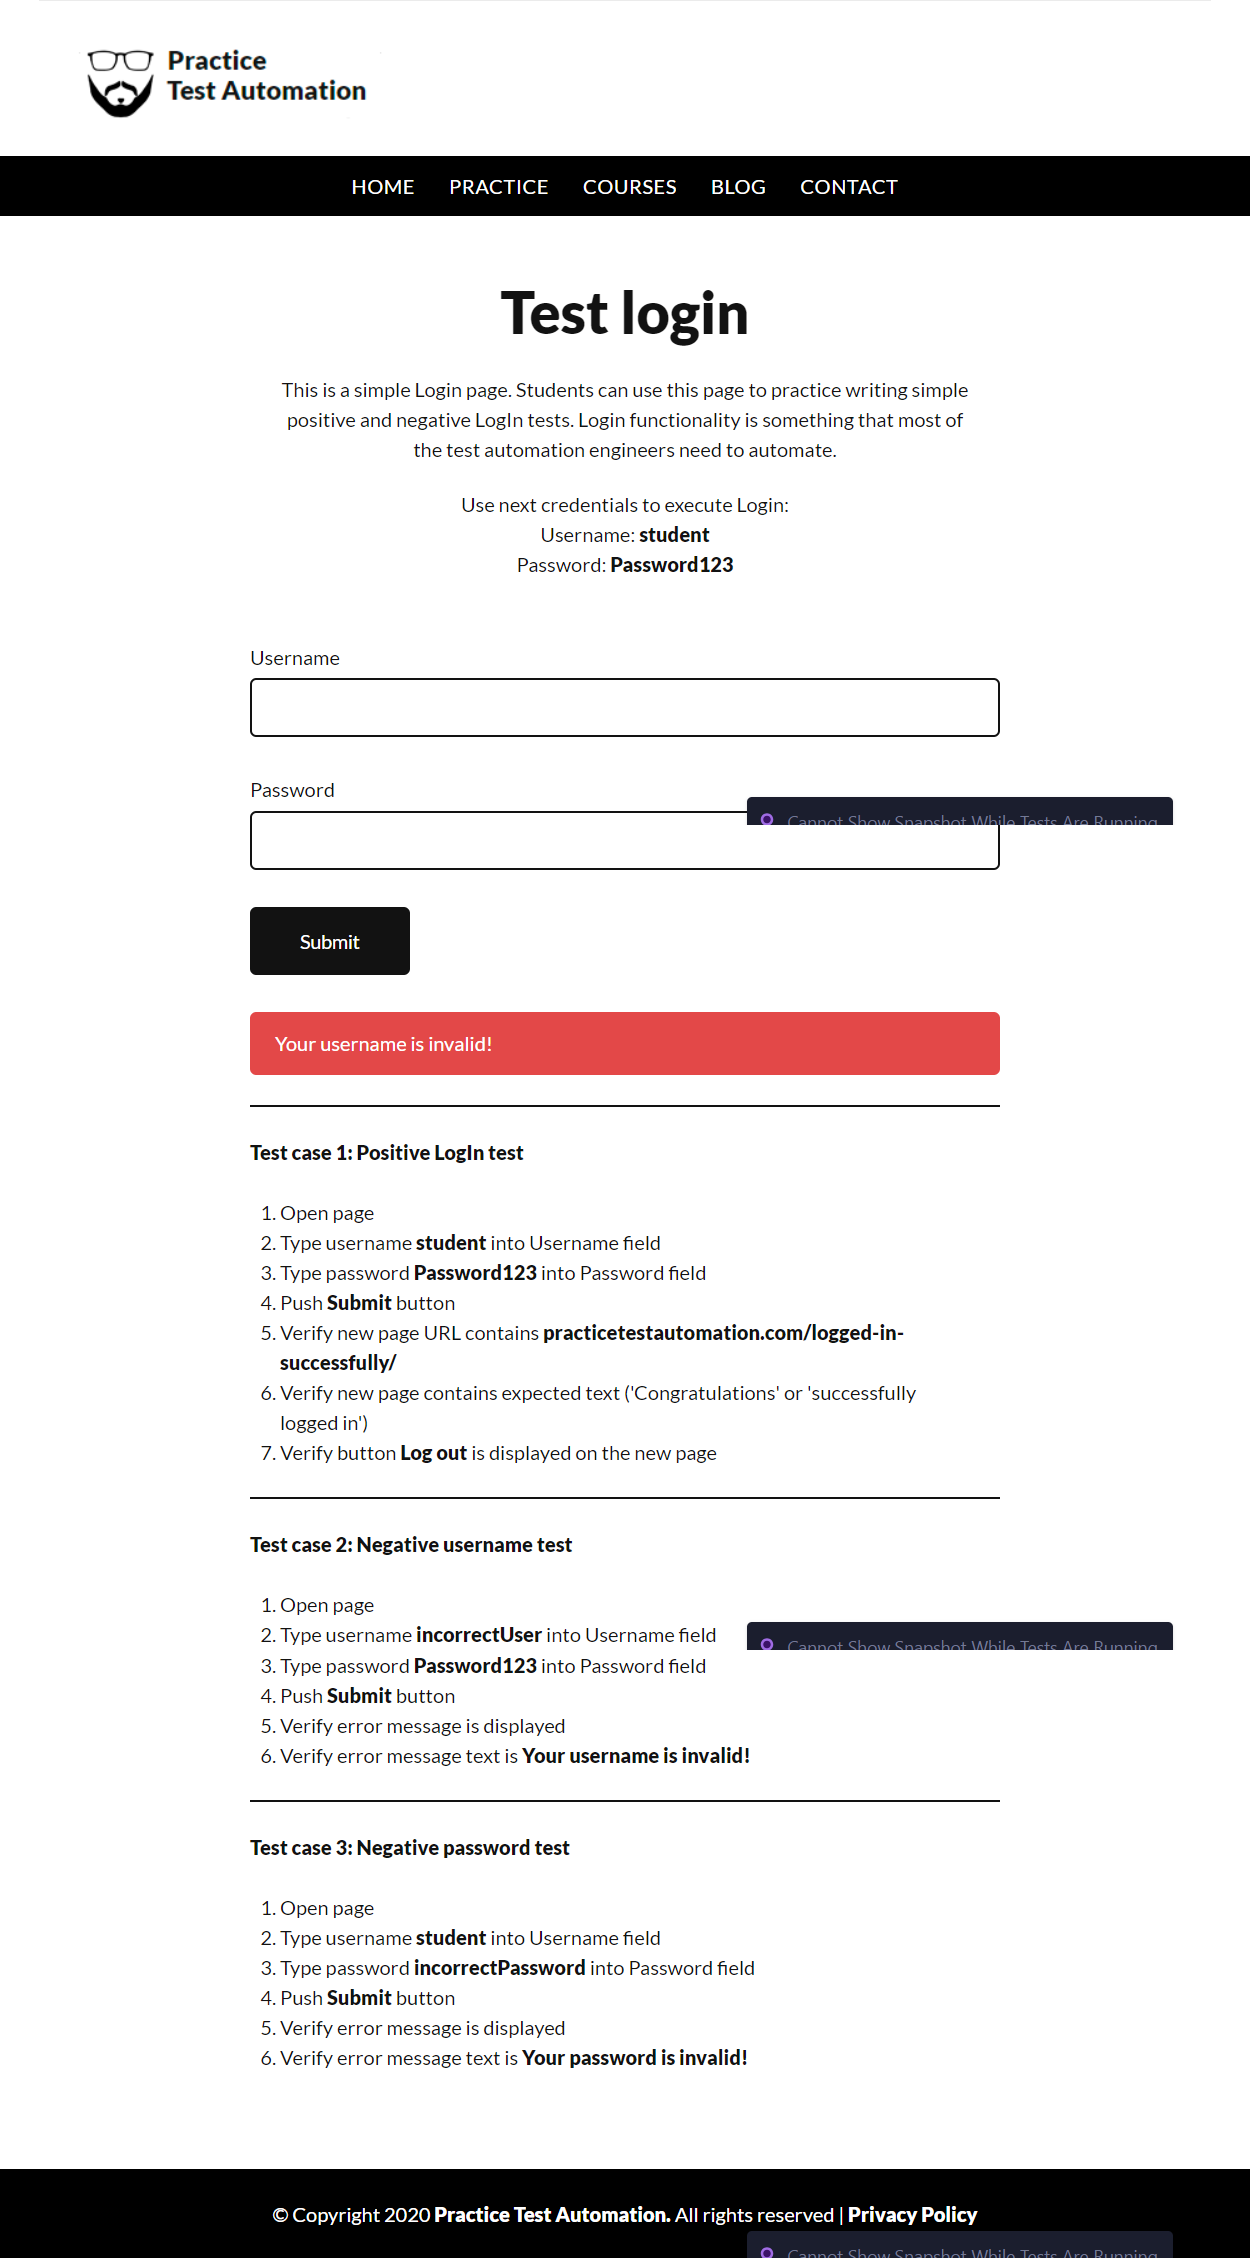 Practice
Test Automation
HOME PRACTICE COURSES BLOG CONTACT
Test login
This is a simple Login page. Students can use this page to practice writing simple
positive and negative LogIn tests. Login functionality is something that most of
the test automation engineers need to automate.
Use next credentials to execute Login:
Username: student
Password: Password123
Username
Password
Cannot Show Snapshot While Tests Are Running
Submit
Your username is invalid!
Test case 1: Positive LogIn test
1. Open page
2. Type username student into Username field
3. Type password Password123 into Password field
4. Push Submit button
5. Verify new page URL contains practicetestautomation.com/logged-in-
successfully/
6. Verify new page contains expected text ('Congratulations' or 'successfully
logged in')
7. Verify button Log out is displayed on the new page
Test case 2: Negative username test
1. Open page
2. Type username incorrectUser into Username field
Cannot Show Snapshot While Tests Are Running
3. Type password Password123 into Password field
4. Push Submit button
5. Verify error message is displayed
6. Verify error message text is Your username is invalid!
Test case 3: Negative password test
1. Open page
2. Type username student into Username field
3. Type password incorrectPassword into Password field
4. Push Submit button
5. Verify error message is displayed
6. Verify error message text is Your password is invalid!
© Copyright 2020 Practice Test Automation. All rights reserved | Privacy Policy
Cannot Show Snapshot While Tests Are Running